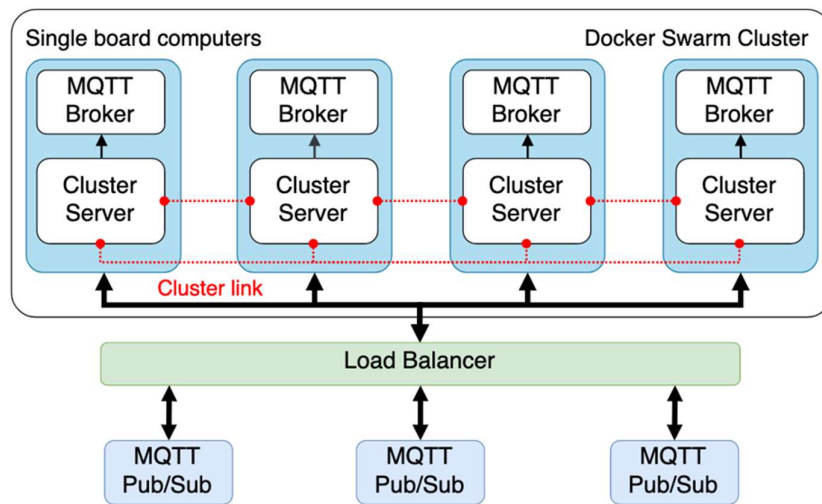 Single board computers
Docker Swarm Cluster
MQTT
Broker
MQTT
Broker
MQTT
Broker
MQTT
Broker
Cluster
Server
Cluster
Server
Cluster
Server
Cluster
Server
Cluster link
Load Balancer
MQTT
Pub/Sub
MQTT
Pub/Sub
MQTT
Pub/Sub